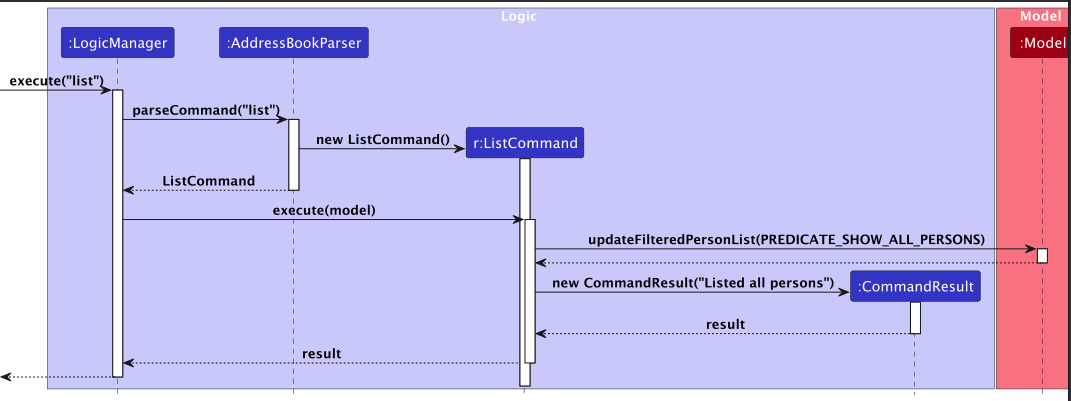 Logic
Model
:LogicManager
:AddressBookParser
:Model
execute("list")
parseCommand("list")
new ListCommand()
r:ListCommand
ListCommand
execute(model)
updateFilteredPersonList(PREDICATE_SHOW_ALL_PERSONS)
new CommandResult("Listed all persons")
:CommandResult
result
result